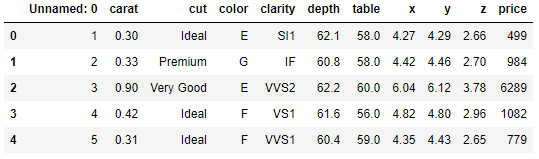 Unnamed: 0 carat cut color clarity depth table x y z price
0 1 0.30 Ideal E SI1 62.1 58.0 4.27 4.29 2.66 499
1 2 0.33 Premium G IF 60.8 58.0 4.42 4.46 2.70 984
2 3 0.90 Very Good E VVS2 62.2 60.0 6.04 6.12 3.78 6289
3 4 0.42 Ideal F VS1 61.6 56.0 4.82 4.80 2.96 1082
4 5 0.31 Ideal F VVS1 60.4 59.0 4.35 4.43 2.65 779